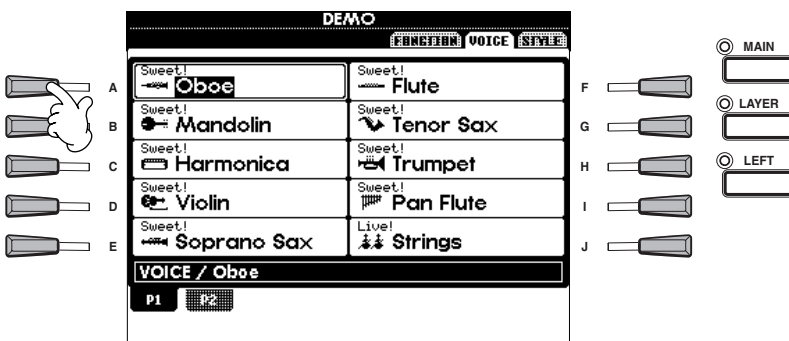 DEMO
FUNCTION VOICE STYLE
MAIN
A Sweet! Oboe Sweet! Flute F
LAYER
B Sweet! Mandolin Sweet! Tenor Sax G
C Sweet! Harmonica Sweet! Trumpet H
LEFT
D Sweet! Violin Sweet! Pan Flute I
E Sweet! Soprano Sax Live! Strings J
VOICE / Oboe
P1 P2